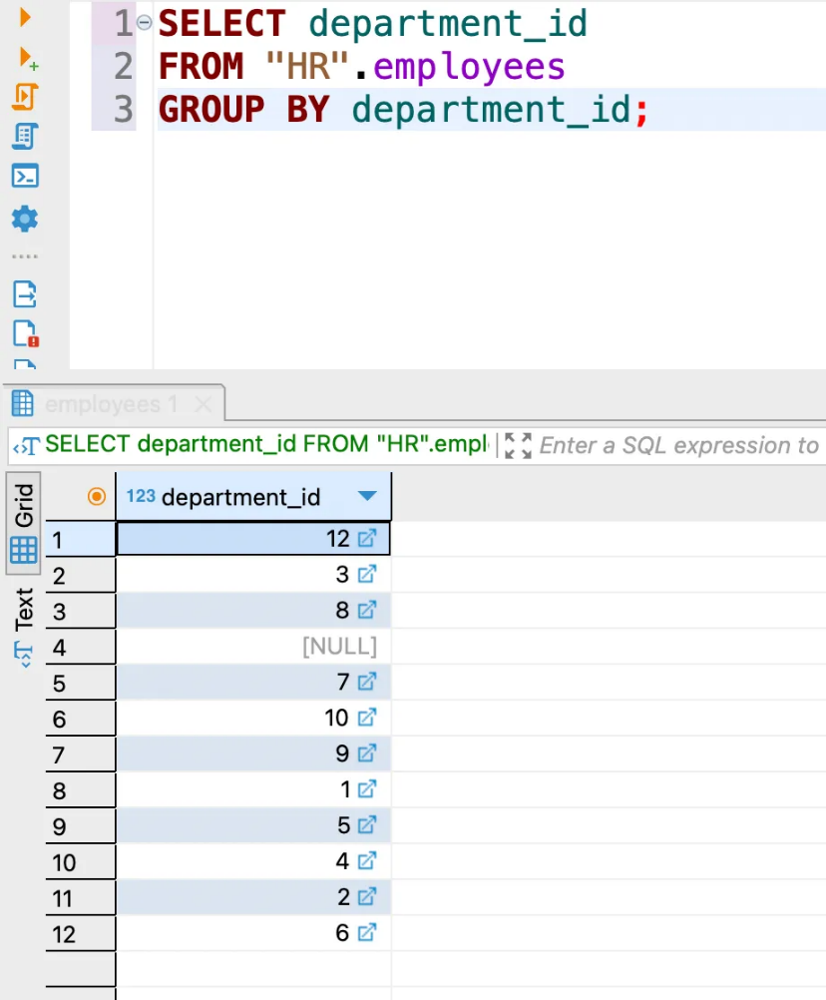 1 SELECT department_id
2 FROM "HR".employees
3 GROUP BY department_id;
employees 1
SELECT department_id FROM "HR".empl
Enter a SQL expression to
Grid
Text
123 department_id
1 12
2 3
3 8
4 [NULL]
5 7
6 10
7 9
8 1
9 5
10 4
11 2
12 6